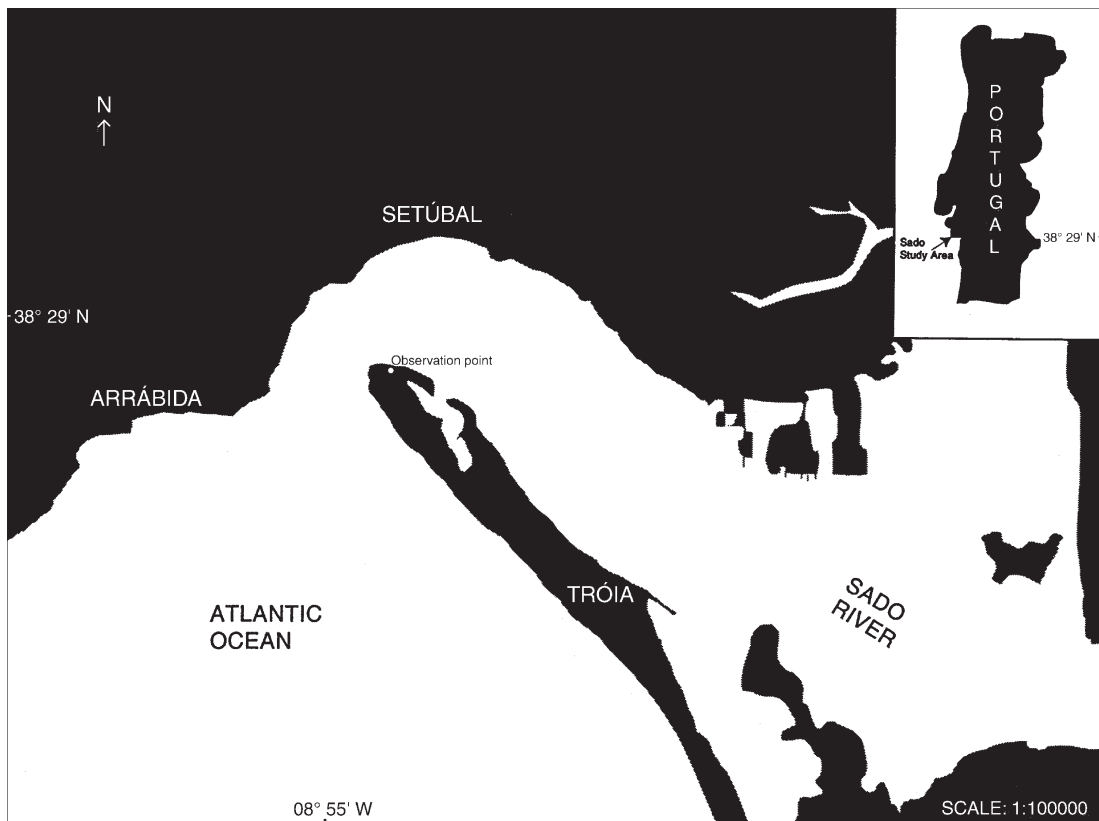 N
SETÚBAL
PORTUGAL
Sado
Study Area
38° 29' N
38° 29' N
Observation point
ARRÁBIDA
TRÓIA
SADO
RIVER
ATLANTIC
OCEAN
08° 55' W
SCALE: 1:100000